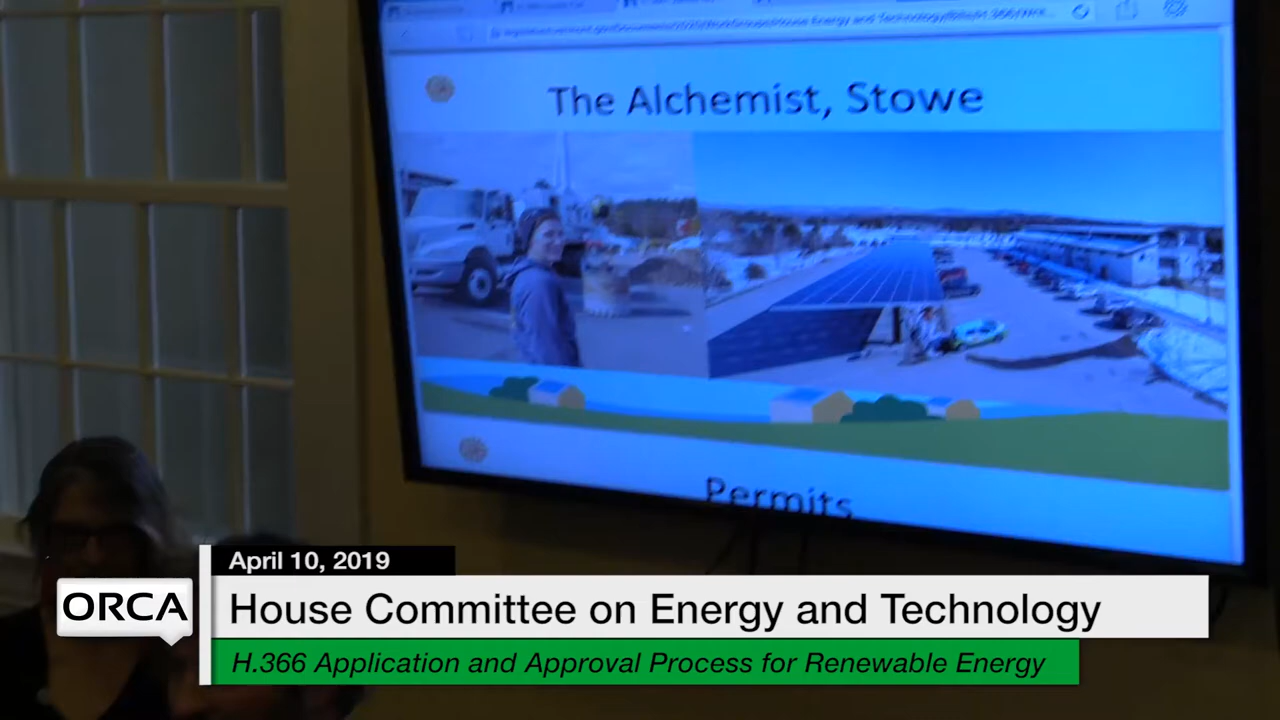 The Alchemist, Stowe
Permits
April 10, 2019
ORCA
House Committee on Energy and Technology
H.366 Application and Approval Process for Renewable Energy